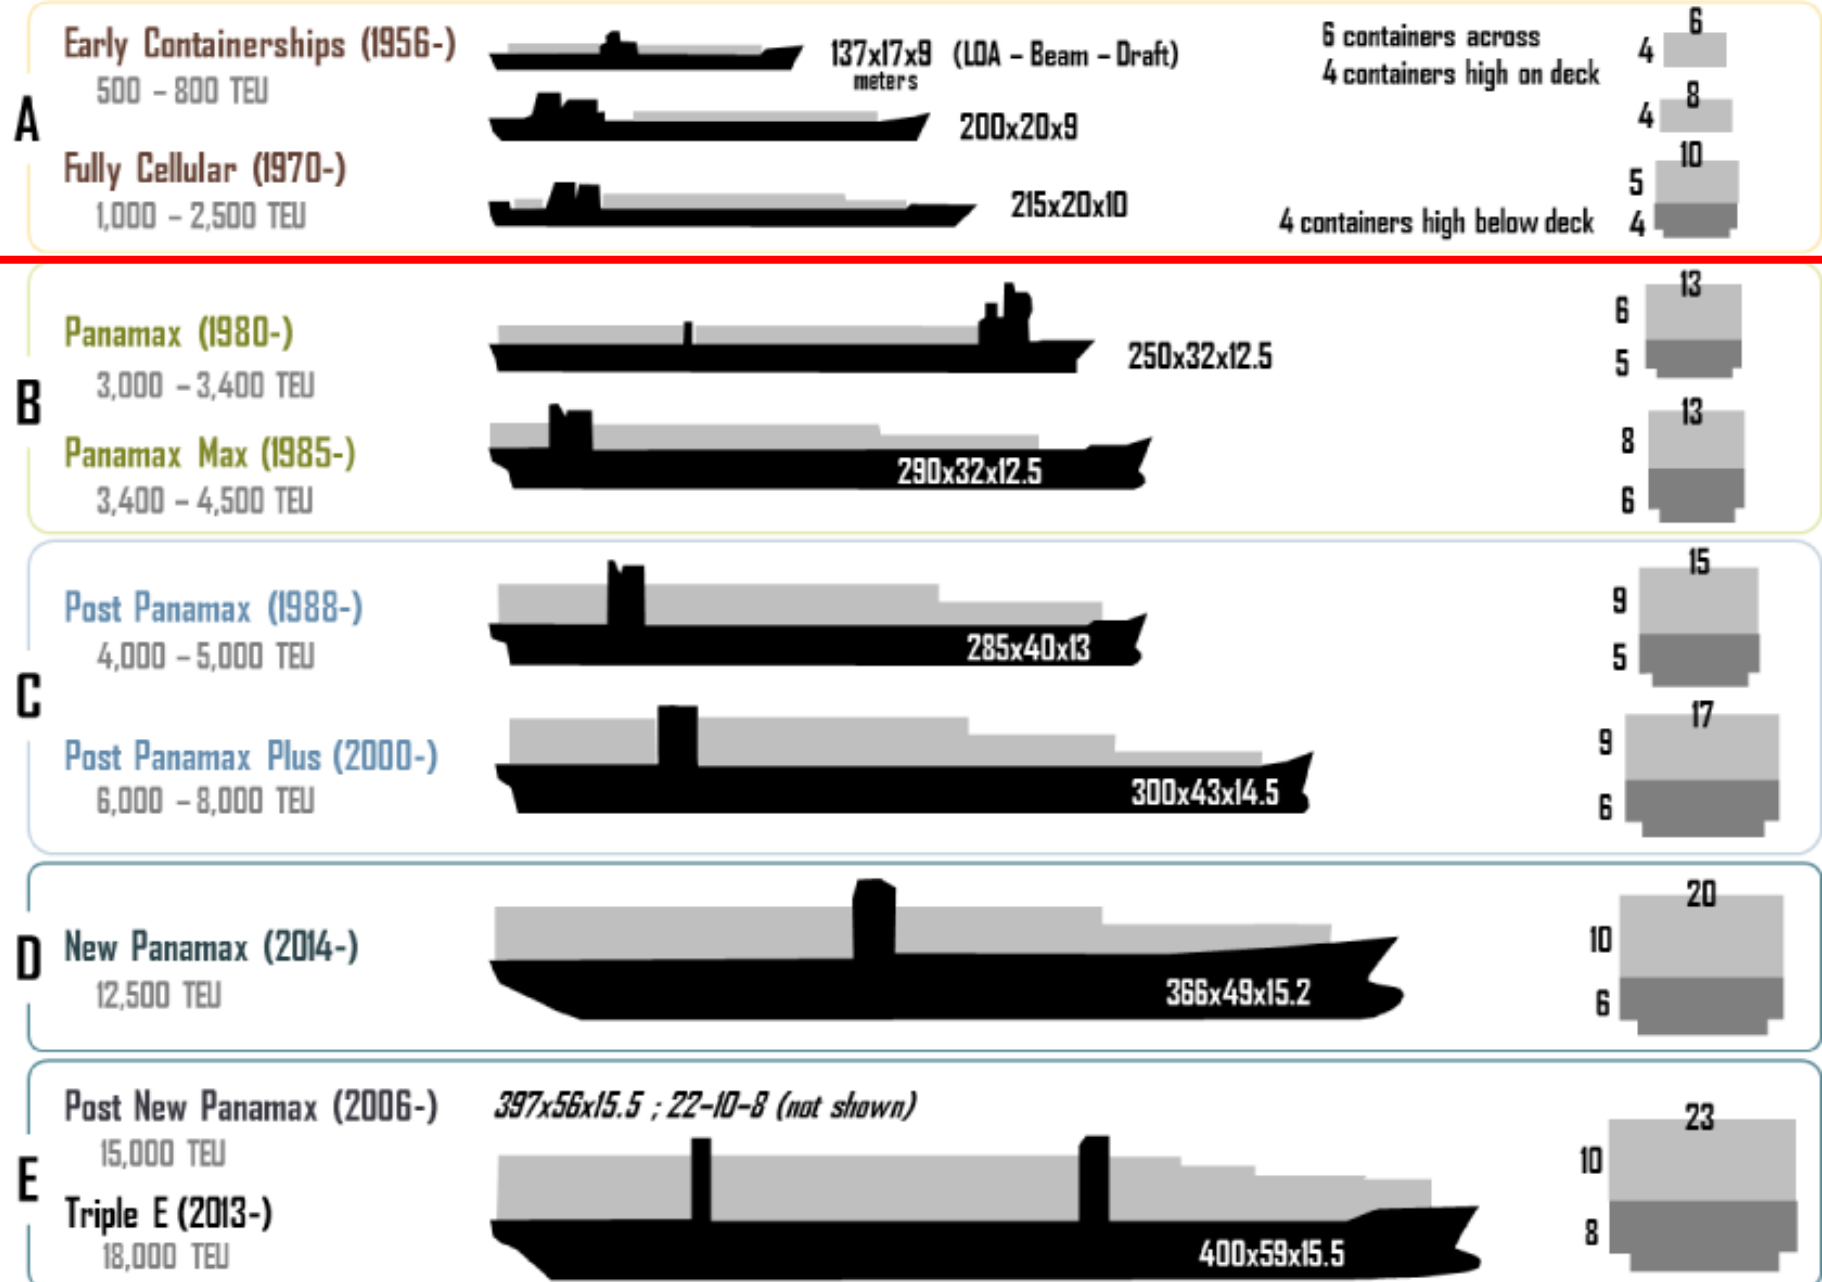 A
Early Containerships (1956-)
500 – 800 TEU
137x17x9 (LOA – Beam – Draft)
meters
6 containers across
4 containers high on deck
6
4
200x20x9
8
4
Fully Cellular (1970-)
1,000 – 2,500 TEU
215x20x10
4 containers high below deck
10
5
4
B
Panamax (1980-)
3,000 – 3,400 TEU
250x32x12.5
13
6
5
Panamax Max (1985-)
3,400 – 4,500 TEU
290x32x12.5
13
8
6
C
Post Panamax (1988-)
4,000 – 5,000 TEU
285x40x13
15
9
5
Post Panamax Plus (2000-)
6,000 – 8,000 TEU
300x43x14.5
17
9
6
D
New Panamax (2014-)
12,500 TEU
366x49x15.2
20
10
6
E
Post New Panamax (2006-)
15,000 TEU
397x56x15.5 ; 22–10–8 (not shown)
Triple E (2013-)
18,000 TEU
400x59x15.5
23
10
8